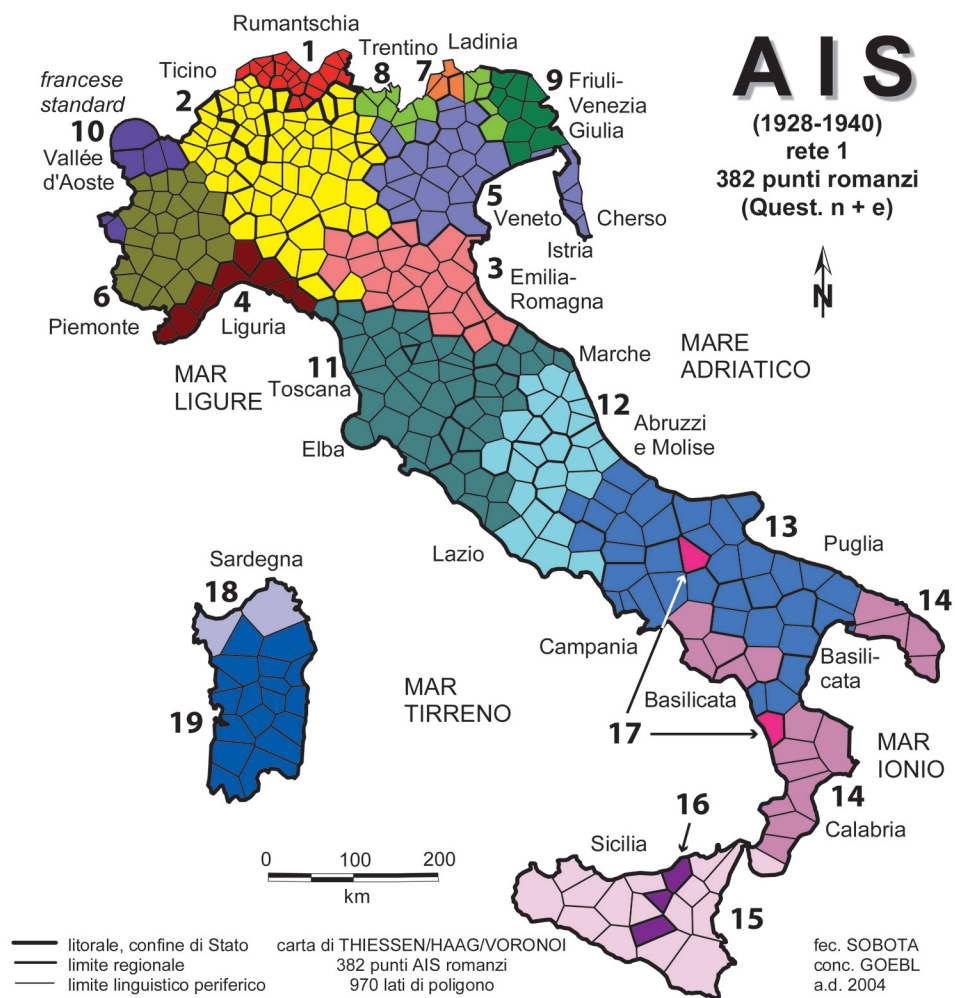 Rumantschia
1
Trentino
8
Ladinia
7
9
Friuli-
Venezia
Giulia
Ticino
2
francese
standard
10
Vallée
d'Aoste
A I S
(1928-1940)
rete 1
382 punti romanzi
(Quest. n + e)
N
5
Veneto
Cherso
Istria
3
Emilia-
Romagna
6
Piemonte
4
Liguria
MAR
LIGURE
11
Toscana
Marche
MARE
ADRIATICO
12
Abruzzi
e Molise
Elba
Lazio
13
Puglia
14
Sardegna
18
19
Campania
Basilicata
Basili-
cata
MAR
TIRRENO
17
MAR
IONIO
14
Calabria
16
Sicilia
15
0 100 200
km
litorale, confine di Stato
limite regionale
limite linguistico periferico
carta di THIESSEN/HAAG/VORONOI
382 punti AIS romanzi
970 lati di poligono
fec. SOBOTA
conc. GOEBL
a.d. 2004